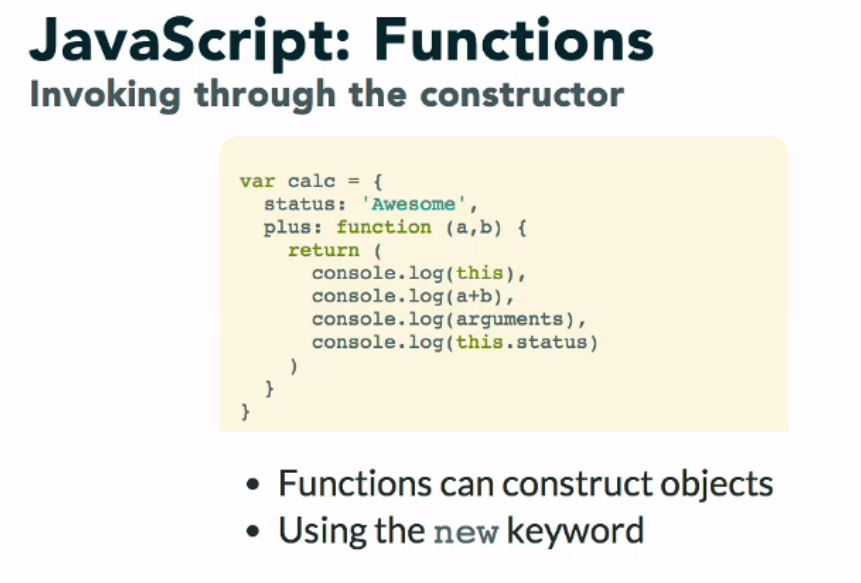 JavaScript: Functions
Invoking through the constructor
var calc = {
  status: 'Awesome',
  plus: function (a,b) {
    return (
      console.log(this),
      console.log(a+b),
      console.log(arguments),
      console.log(this.status)
    )
  }
}
• Functions can construct objects
• Using the new keyword